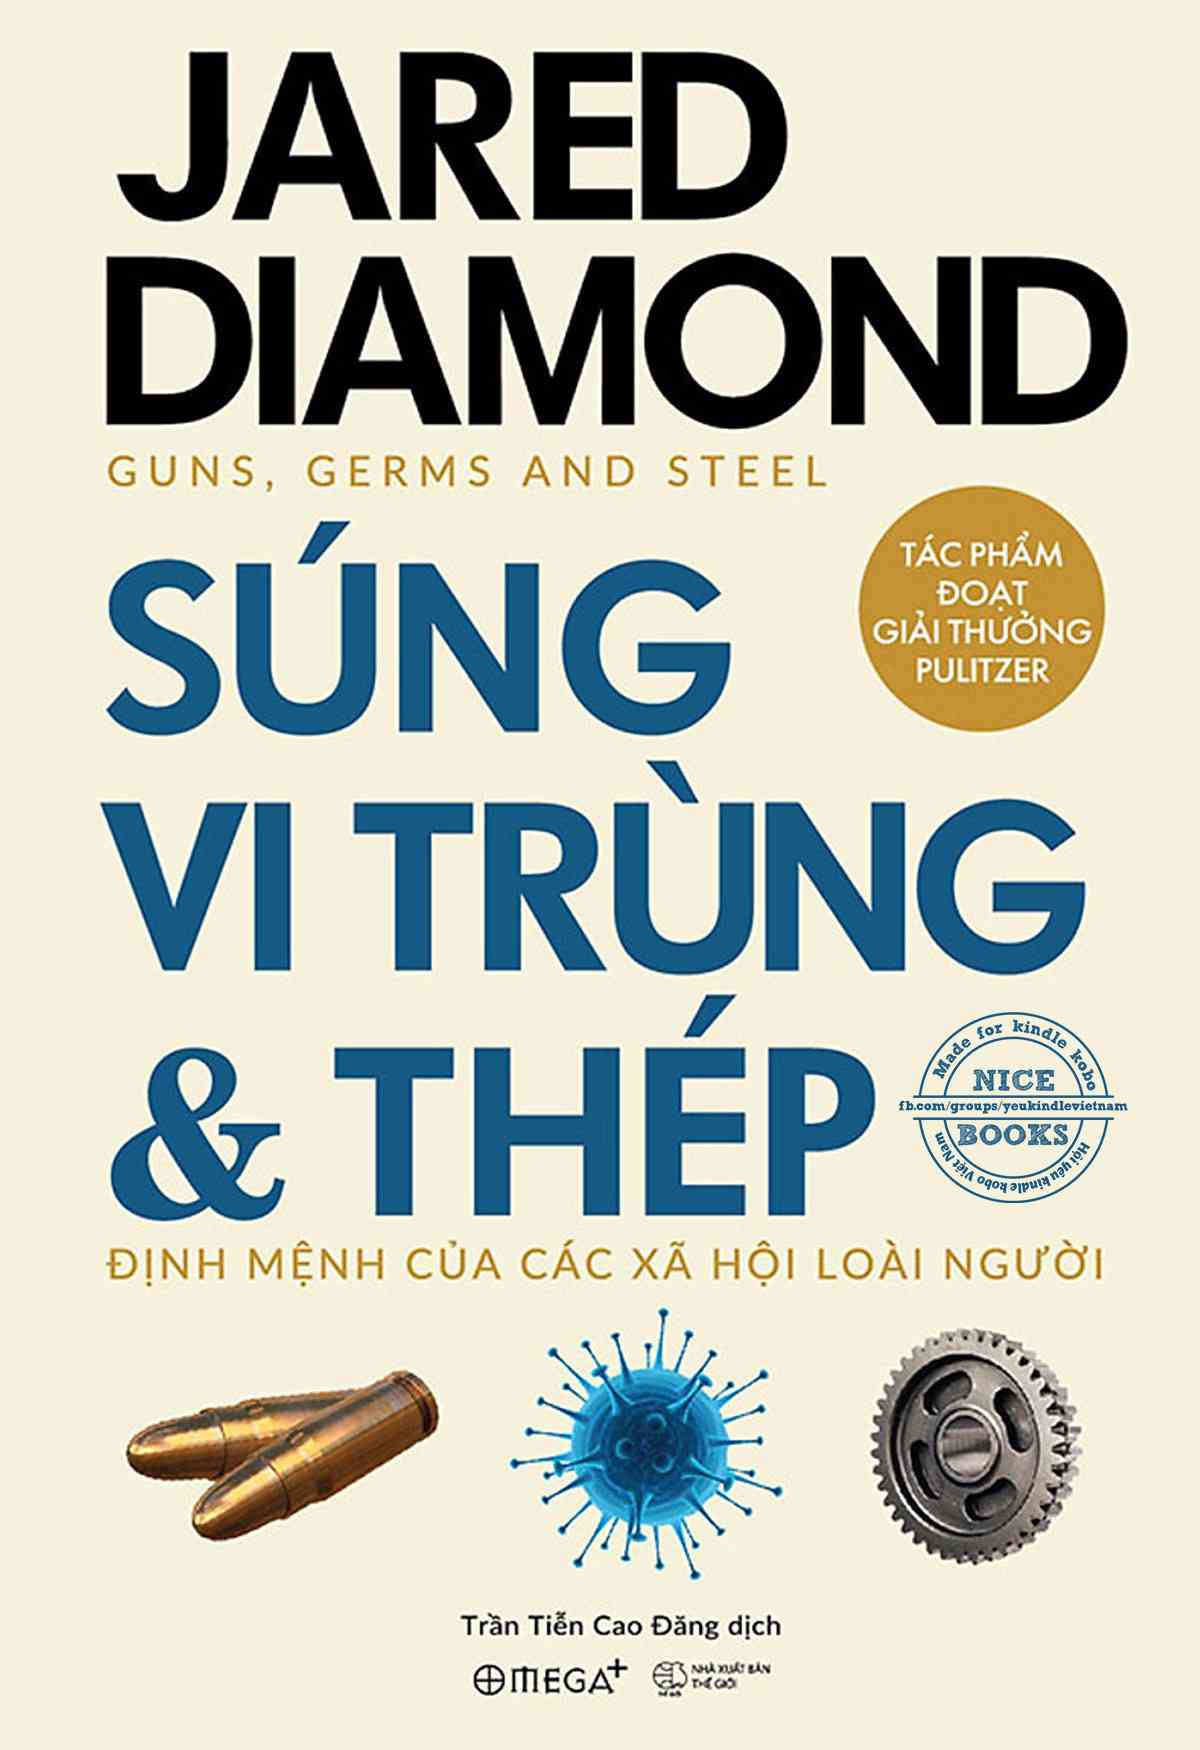 JARED
DIAMOND
GUNS, GERMS AND STEEL
SÚNG
TÁC PHẨM
ĐOẠT
GIẢI THƯỞNG
PULITZER
VI TRÙNG
& THÉP
Made for kindle kobo
NICE
fb.com/groups/yeukindlevietnam
BOOKS
Hội yêu kindle kobo Việt Nam
ĐỊNH MỆNH CỦA CÁC XÃ HỘI LOÀI NGƯỜI
Trần Tiễn Cao Đăng dịch
OMEGA+
NHÀ XUẤT BẢN
THẾ GIỚI